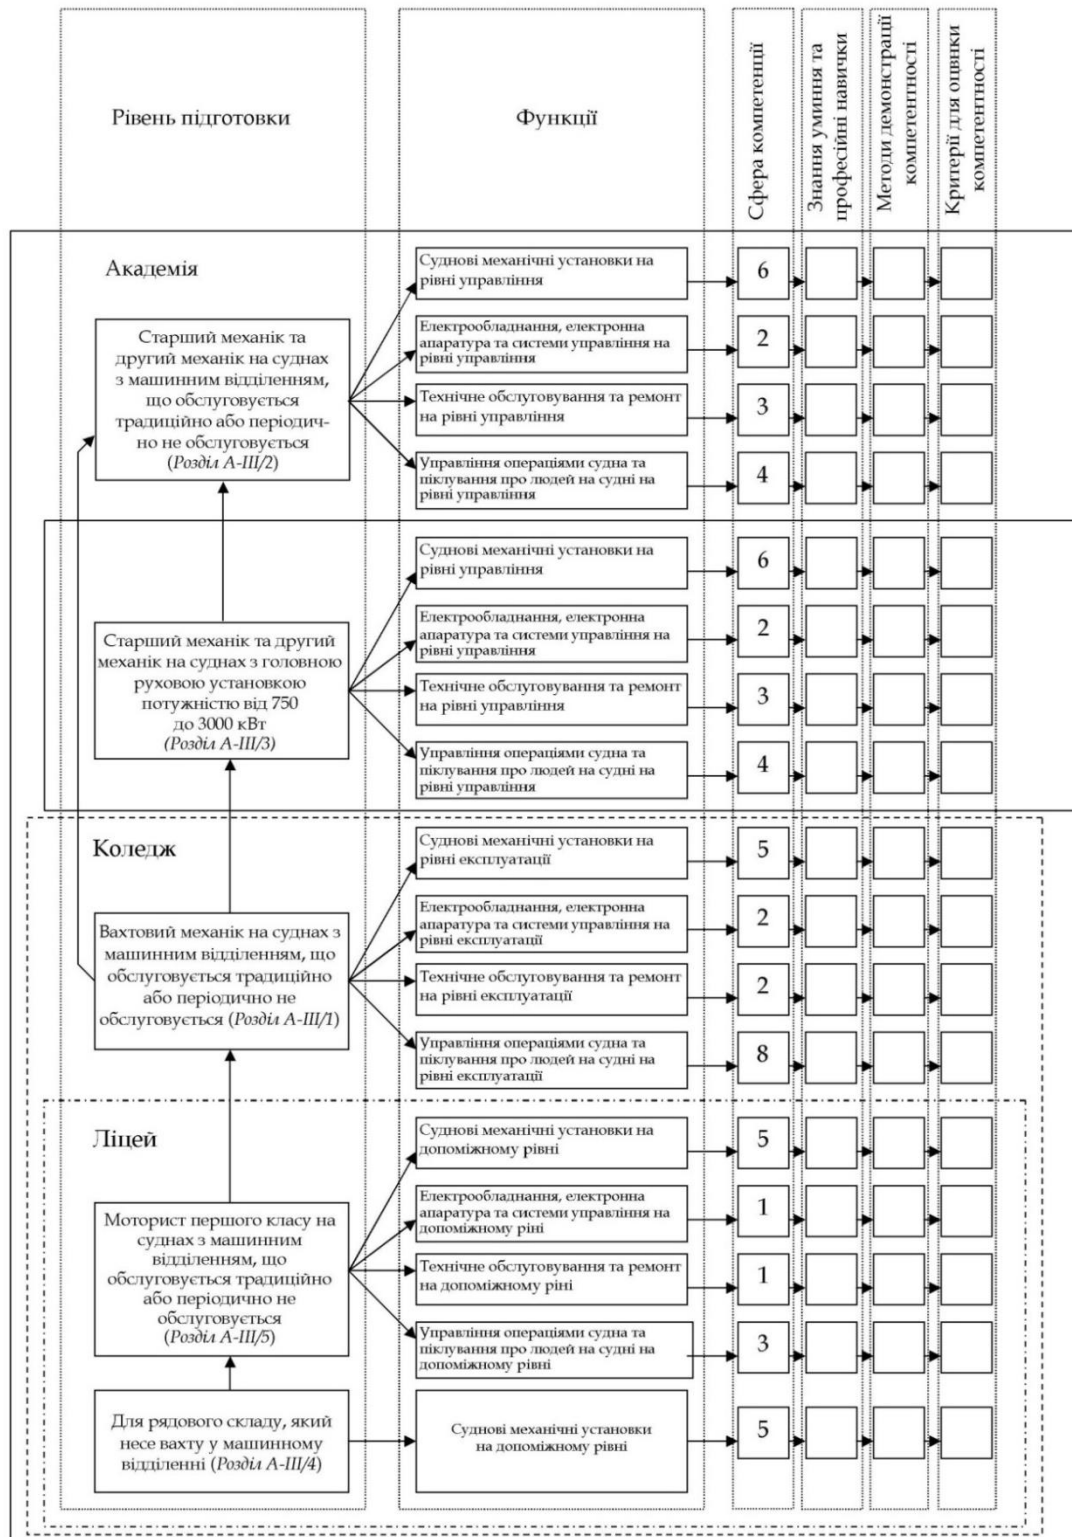 Рівень підготовки
Функції
Сфера компетенції
Знання уминня та
професійні навички
Методи демонстрації
компетентності
Критерії для оцвнки
компетентності
Академія
Старший механік та
другий механік на суднах
з машинним відділенням,
що обслуговується
традиційно або періодич-
но не обслуговується
(Розділ А-III/2)
Суднові механічні установки на
рівні управління
6
Електрообладнання, електронна
апаратура та системи управління на
рівні управління
2
Технічне обслуговування та ремонт
на рівні управління
3
Управління операціями судна та
піклування про людей на судні на
рівні управління
4
Старший механік та другий
механік на суднах з головною
руховою установкою
потужністю від 750
до 3000 кВт
(Розділ А-III/3)
Суднові механічні установки на
рівні управління
6
Електрообладнання, електронна
апаратура та системи управління на
рівні управління
2
Технічне обслуговування та ремонт
на рівні управління
3
Управління операціями судна та
піклування про людей на судні на
рівні управління
4
Коледж
Вахтовий механік на суднах з
машинним відділенням, що
обслуговується традиційно
або періодично не
обслуговується (Розділ А-III/1)
Суднові механічні установки на
рівні експлуатації
5
Електрообладнання, електронна
апаратура та системи управління на
рівні експлуатації
2
Технічне обслуговування та ремонт
на рівні експлуатації
2
Управління операціями судна та
піклування про людей на судні на
рівні експлуатації
8
Ліцей
Моторист першого класу на
суднах з машинним
відділенням, що
обслуговується традиційно
або періодично не
обслуговується
(Розділ А-III/5)
Суднові механічні установки на
допоміжному рівні
5
Електрообладнання, електронна
апаратура та системи управління на
допоміжному ріні
1
Технічне обслуговування та ремонт
на допоміжному ріні
1
Управління операціями судна та
піклування про людей на судні на
допоміжному рівні
3
Для рядового складу, який
несе вахту у машинному
відділенні (Розділ А-III/4)
Суднові механічні установки
на допоміжному рівні
5